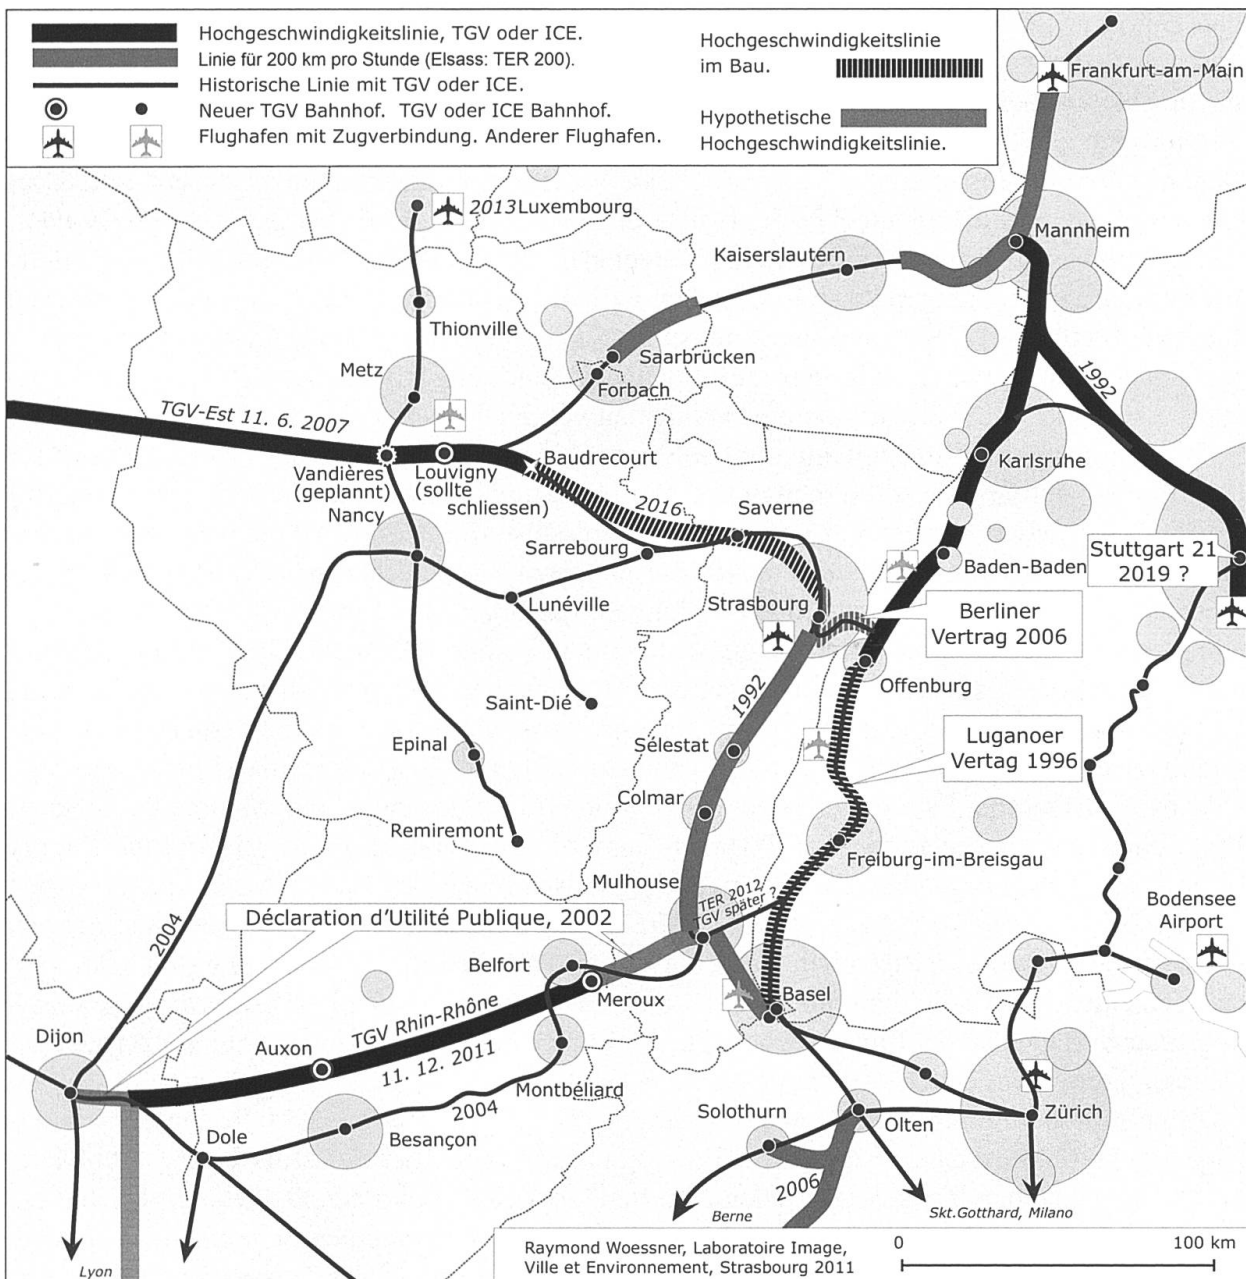 Hochgeschwindigkeitslinie, TGV oder ICE.
Linie für 200 km pro Stunde (Elsass: TER 200).
Historische Linie mit TGV oder ICE.
Neuer TGV Bahnhof. TGV oder ICE Bahnhof.
Flughafen mit Zugverbindung. Anderer Flughafen.
Hochgeschwindigkeitslinie
im Bau.
Hypothetische
Hochgeschwindigkeitslinie.
Frankfurt-am-Main
2013 Luxembourg
Mannheim
Kaiserslautern
Thionville
Saarbrücken
Metz
Forbach
1992
TGV-Est 11. 6. 2007
Karlsruhe
Vandières
(geplannt)
Louvigny
(sollte
schliessen)
Baudrecourt
Nancy
2016
Saverne
Sarrebourg
Stuttgart 21
2019 ?
Baden-Baden
Lunéville
Strasbourg
Berliner
Vertrag 2006
Offenburg
Saint-Dié
1992
Epinal
Sélestat
Luganoer
Vertag 1996
Colmar
Remiremont
Freiburg-im-Breisgau
Mulhouse
TER 2012,
TGV später ?
Déclaration d'Utilité Publique, 2002
2004
Bodensee
Airport
Belfort
Meroux
Basel
TGV Rhin-Rhône
11. 12. 2011
Dijon
Auxon
Montbéliard
2004
Besançon
Dole
Solothurn
Olten
Zürich
2006
Berne
Skt.Gotthard, Milano
Lyon
Raymond Woessner, Laboratoire Image,
Ville et Environnement, Strasbourg 2011
0 100 km